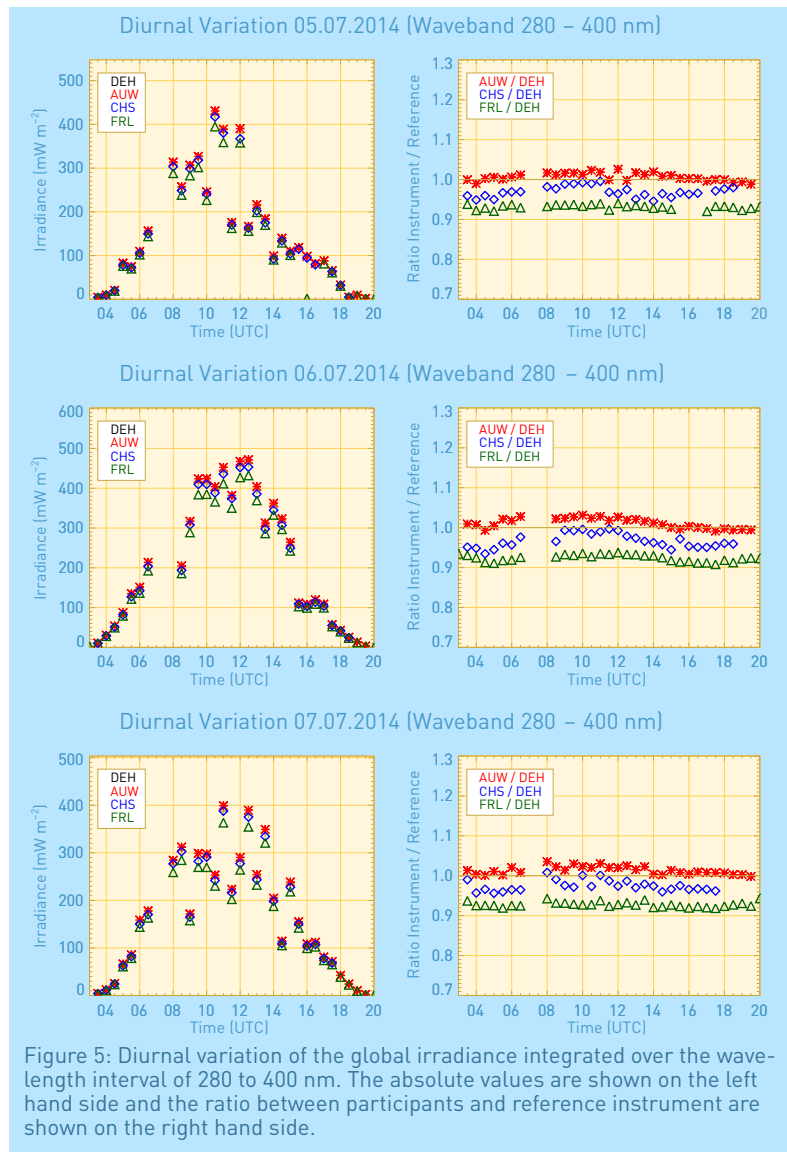 Diurnal Variation 05.07.2014 (Waveband 280 – 400 nm)
Irradiance (mW m⁻²)
550
400
300
200
100
0
DEH
AUW
CHS
FRL
04 06 08 10 12 14 16 18 20
Time (UTC)
Ratio Instrument / Reference
1.3
1.2
1.0
0.9
0.8
0.7
AUW / DEH
CHS / DEH
FRL / DEH
04 06 08 10 12 14 16 18 20
Time (UTC)
Diurnal Variation 06.07.2014 (Waveband 280 – 400 nm)
Irradiance (mW m⁻²)
600
500
400
300
200
100
0
DEH
AUW
CHS
FRL
04 06 08 10 12 14 16 18 20
Time (UTC)
Ratio Instrument / Reference
1.3
1.2
1.0
0.9
0.8
0.7
AUW / DEH
CHS / DEH
FRL / DEH
04 06 08 10 12 14 16 18 20
Time (UTC)
Diurnal Variation 07.07.2014 (Waveband 280 – 400 nm)
Irradiance (mW m⁻²)
500
400
300
200
100
0
DEH
AUW
CHS
FRL
04 06 08 10 12 14 16 18 20
Time (UTC)
Ratio Instrument / Reference
1.3
1.2
1.0
0.9
0.8
0.7
AUW / DEH
CHS / DEH
FRL / DEH
04 06 08 10 12 14 16 18 20
Time (UTC)
Figure 5: Diurnal variation of the global irradiance integrated over the wave-
length interval of 280 to 400 nm. The absolute values are shown on the left
hand side and the ratio between participants and reference instrument are
shown on the right hand side.